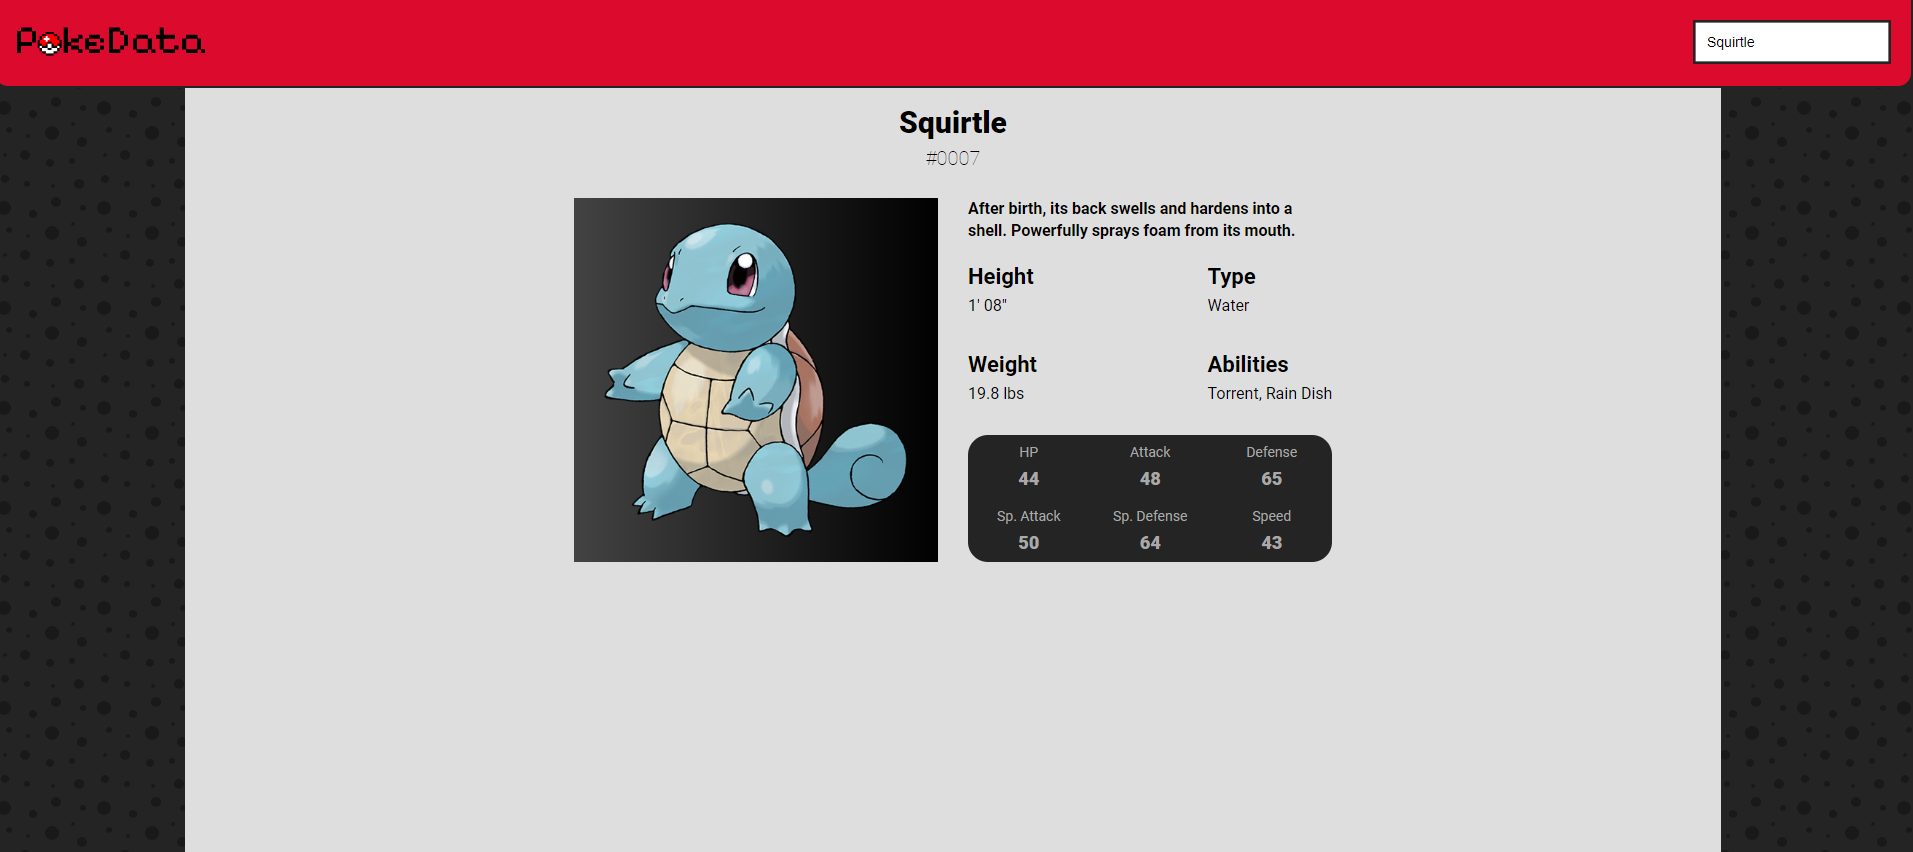 PokeData
Squirtle
Squirtle
#0007
After birth, its back swells and hardens into a
shell. Powerfully sprays foam from its mouth.
Height
Type
1' 08"
Water
Weight
Abilities
19.8 lbs
Torrent, Rain Dish
HP Attack Defense
44 48 65
Sp. Attack Sp. Defense Speed
50 64 43